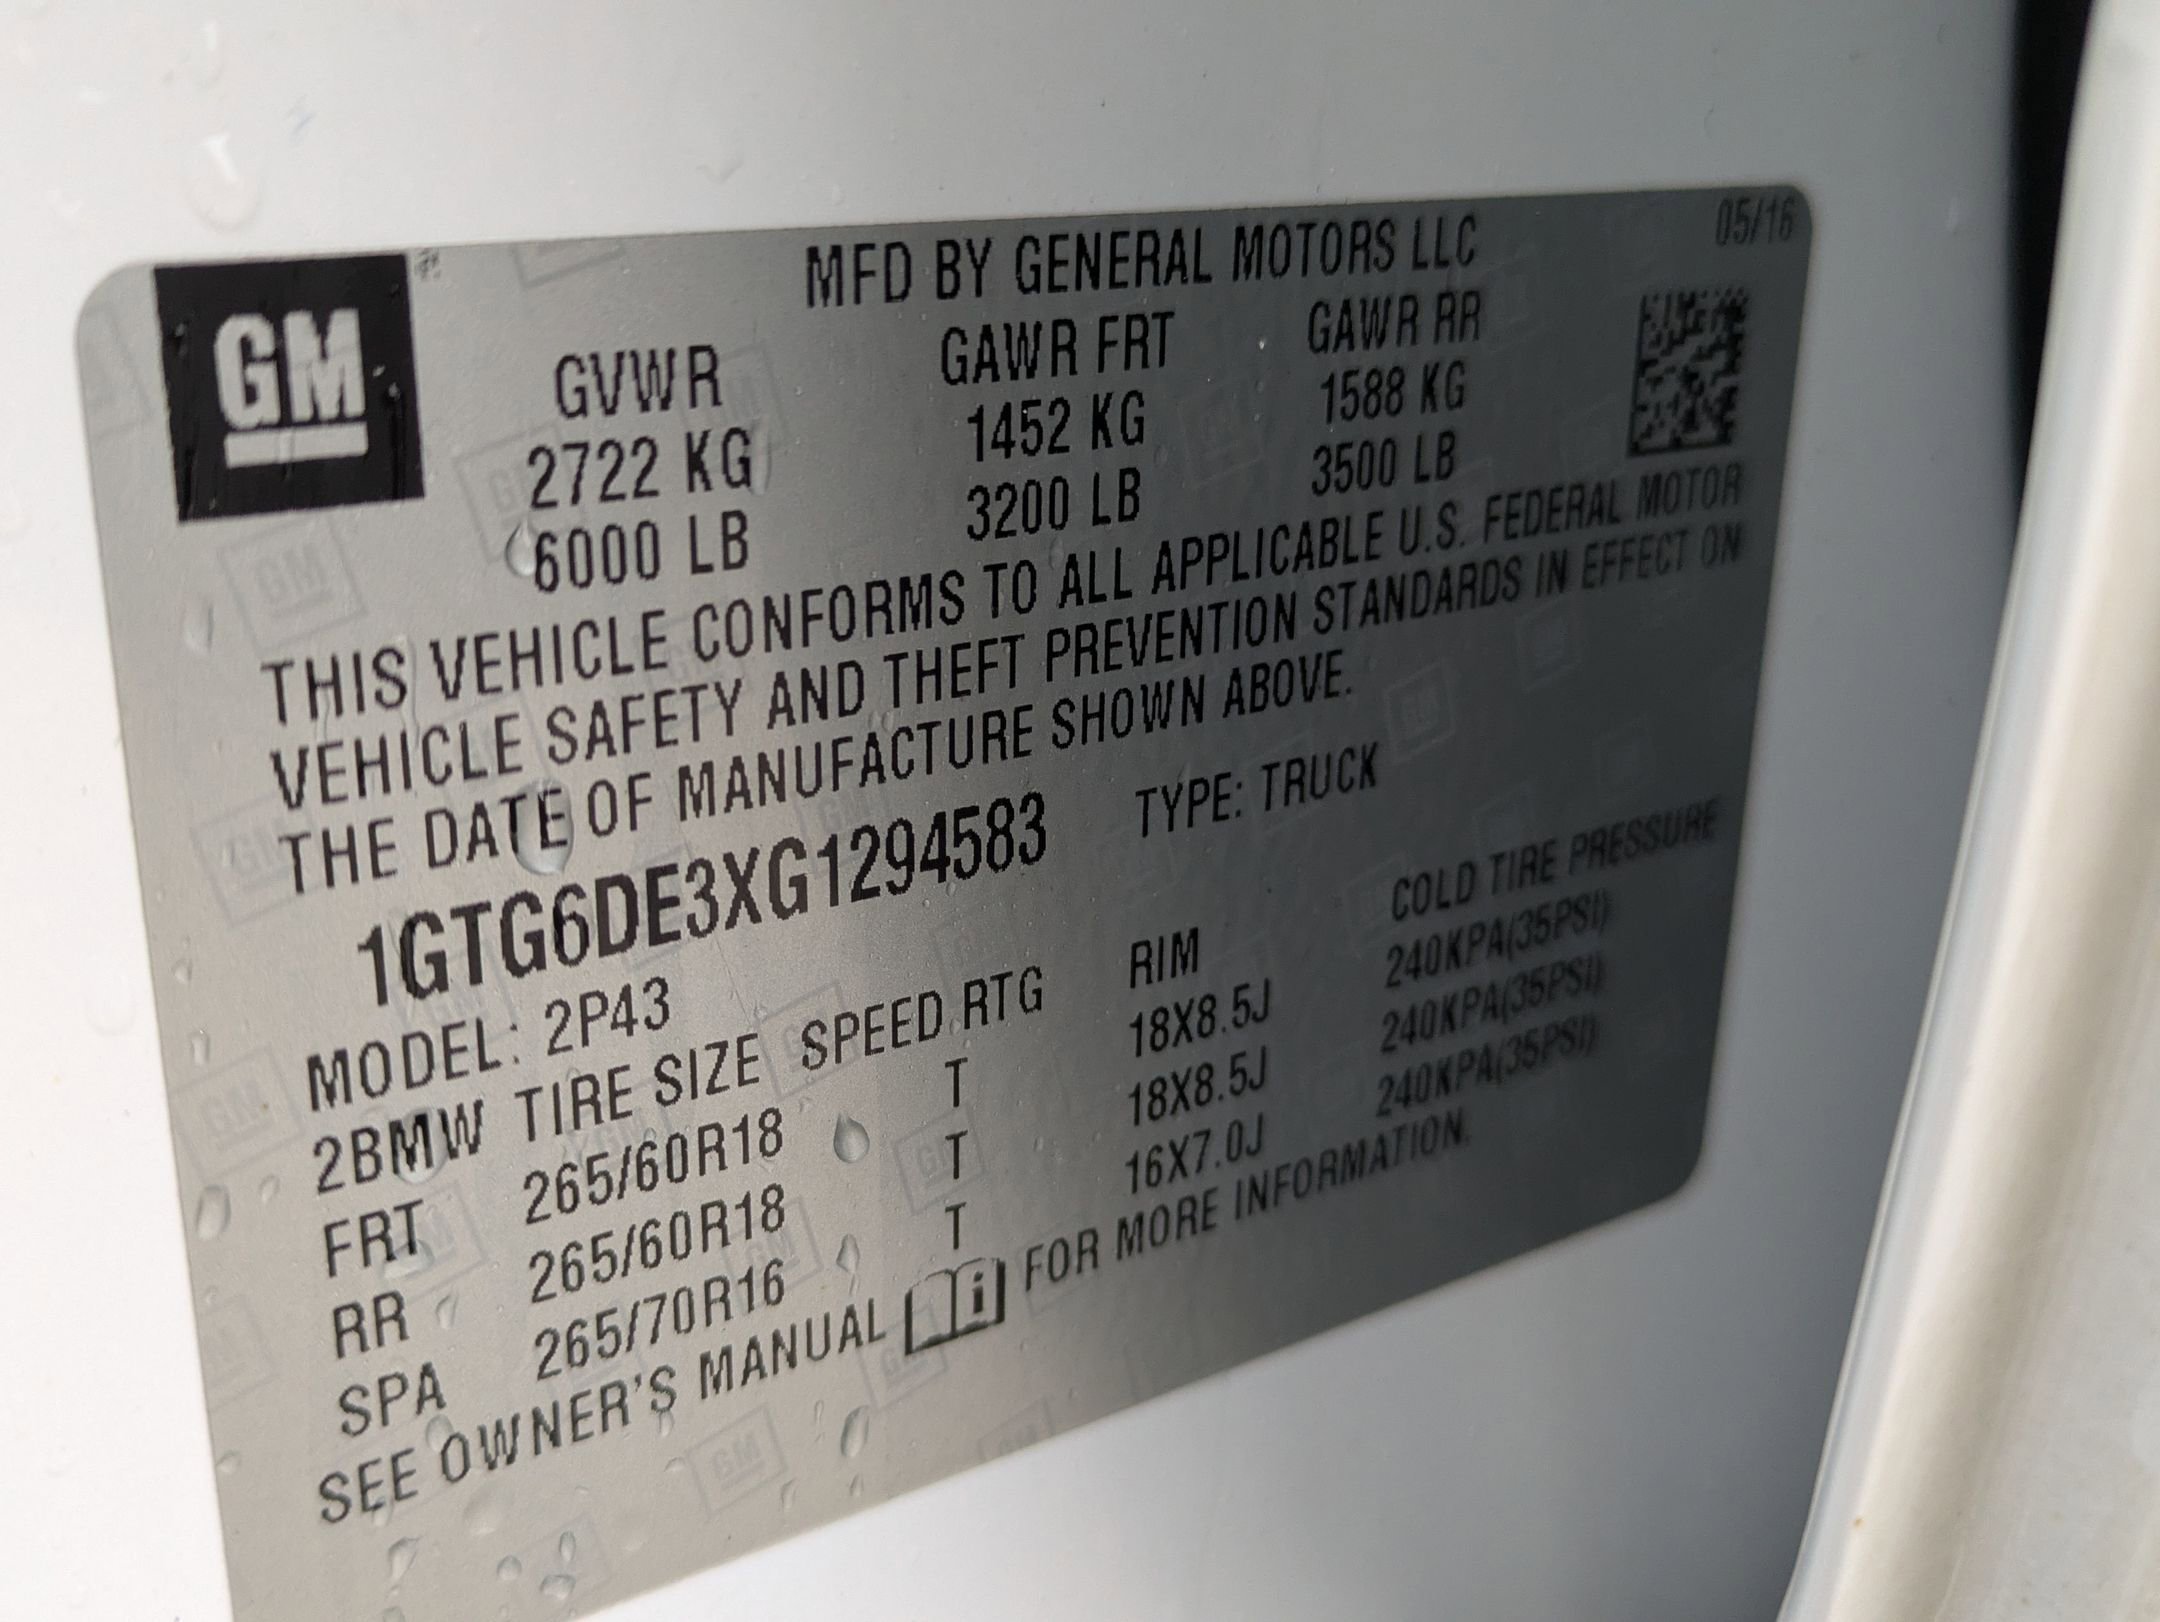 GM
MFD BY GENERAL MOTORS LLC 05/16
GVWR GAWR FRT GAWR RR
2722 KG 1452 KG 1588 KG
6000 LB 3200 LB 3500 LB
THIS VEHICLE CONFORMS TO ALL APPLICABLE U.S. FEDERAL MOTOR
VEHICLE SAFETY AND THEFT PREVENTION STANDARDS IN EFFECT ON
THE DATE OF MANUFACTURE SHOWN ABOVE.
1GTG6DE3XG1294583 TYPE: TRUCK
MODEL: 2P43
2BMW TIRE SIZE SPEED RTG RIM COLD TIRE PRESSURE
FRT 265/60R18 T 18X8.5J 240KPA(35PSI)
RR 265/60R18 T 18X8.5J 240KPA(35PSI)
SPA 265/70R16 T 16X7.0J 240KPA(35PSI)
SEE OWNER'S MANUAL i FOR MORE INFORMATION.